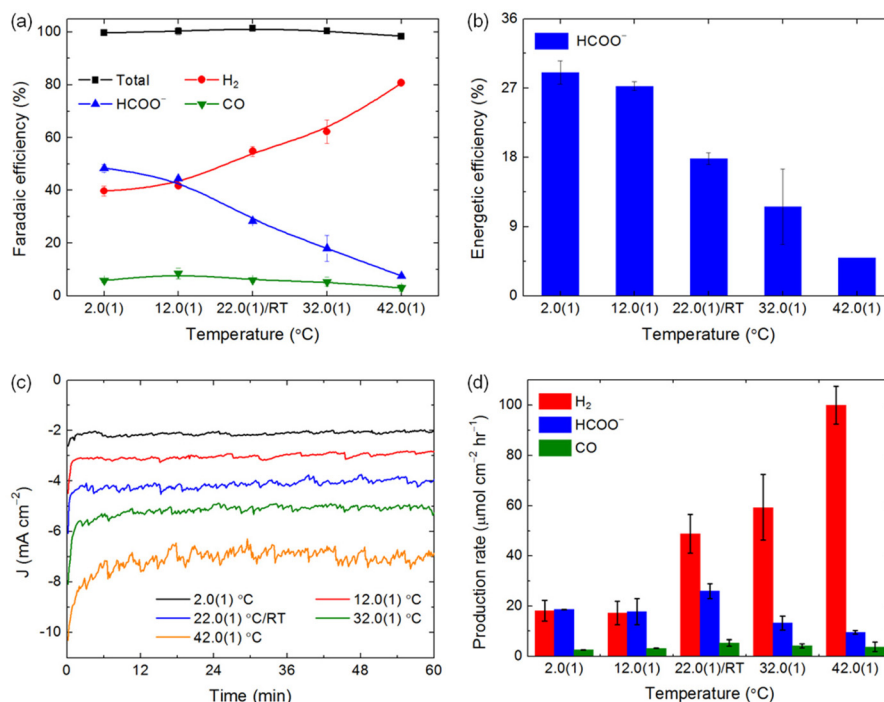 (a)
Faradaic efficiency (%)
100
80
60
40
20
0
Total
H₂
HCOO⁻
CO
2.0(1) 12.0(1) 22.0(1)/RT 32.0(1) 42.0(1)
Temperature (°C)
(b)
Energetic efficiency (%)
36
27
18
9
0
HCOO⁻
2.0(1) 12.0(1) 22.0(1)/RT 32.0(1) 42.0(1)
Temperature (°C)
(c)
J (mA cm⁻²)
-2
-4
-6
-8
-10
2.0(1) °C
12.0(1) °C
22.0(1) °C/RT
32.0(1) °C
42.0(1) °C
0 12 24 36 48 60
Time (min)
(d)
Production rate (μmol cm⁻² hr⁻¹)
100
80
60
40
20
0
H₂
HCOO⁻
CO
2.0(1) 12.0(1) 22.0(1)/RT 32.0(1) 42.0(1)
Temperature (°C)